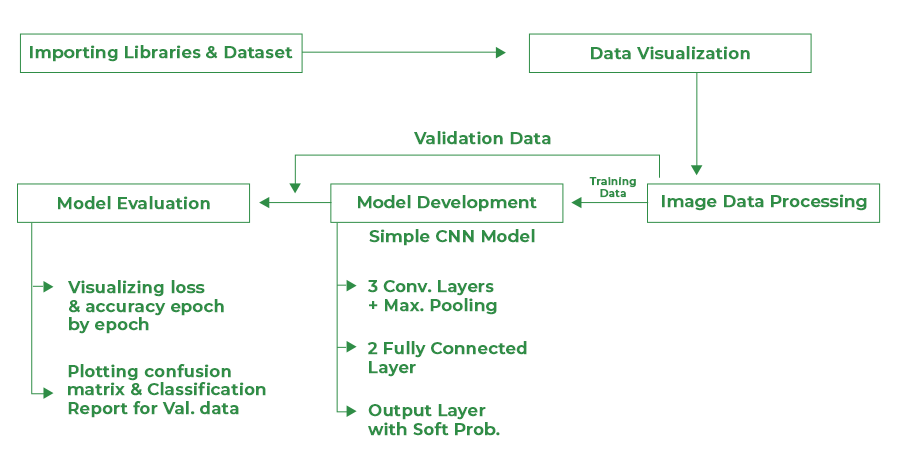 Importing Libraries & Dataset
Data Visualization
Validation Data
Training
Data
Model Evaluation
Model Development
Image Data Processing
Simple CNN Model
Visualizing loss
& accuracy epoch
by epoch
Plotting confusion
matrix & Classification
Report for Val. data
3 Conv. Layers
+ Max. Pooling
2 Fully Connected
Layer
Output Layer
with Soft Prob.